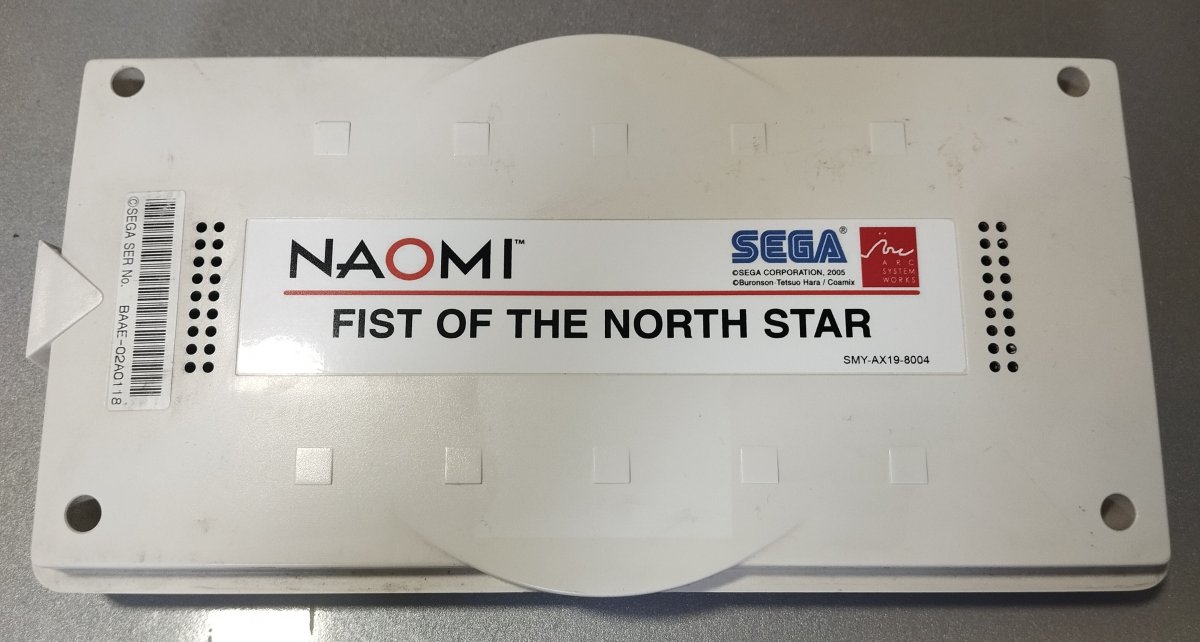 ©SEGA SER No. BAAE-02A0118
NAOMI™
SEGA®
©SEGA CORPORATION, 2005
©Buronson·Tetsuo Hara / Coamix
Arc
ARC
SYSTEM
WORKS
FIST OF THE NORTH STAR
SMY-AX19-8004